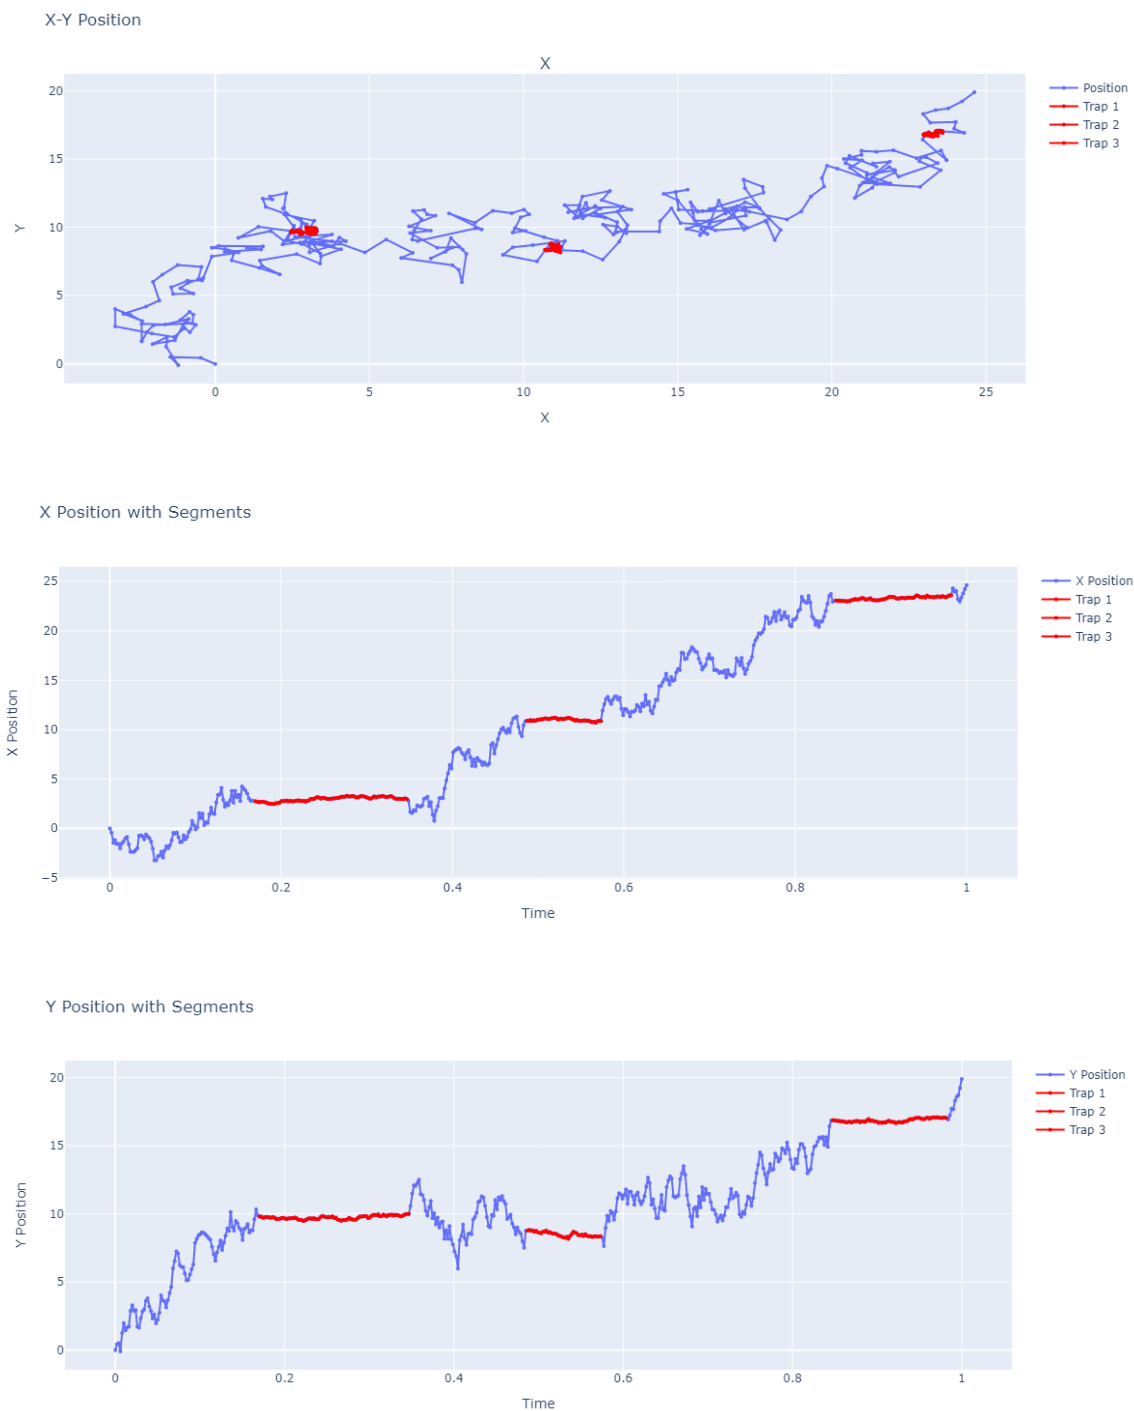 X-Y Position
X
20
15
10
5
0
Y
0 5 10 15 20 25
X
Position
Trap 1
Trap 2
Trap 3
X Position with Segments
25
20
15
10
5
0
−5
X Position
0 0.2 0.4 0.6 0.8 1
Time
X Position
Trap 1
Trap 2
Trap 3
Y Position with Segments
20
15
10
5
0
Y Position
0 0.2 0.4 0.6 0.8 1
Time
Y Position
Trap 1
Trap 2
Trap 3